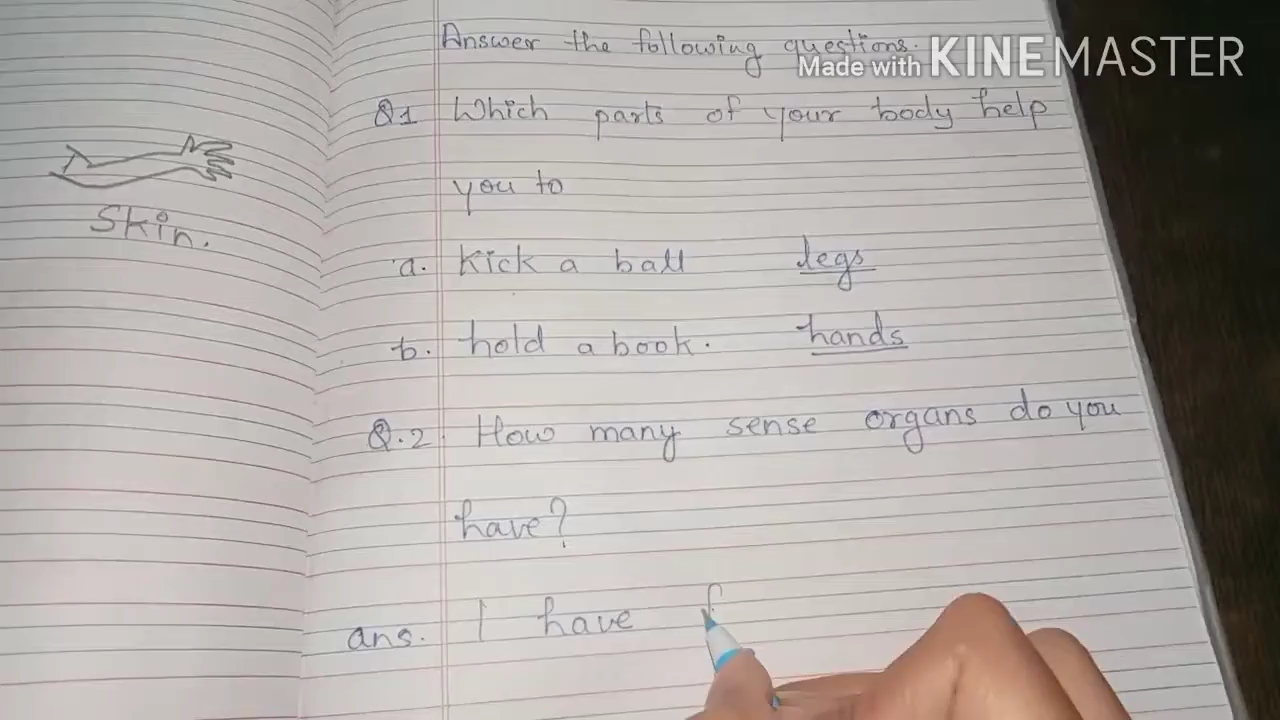 Skin.
Answer the following questions.
Made with KINEMASTER
Q1 Which parts of your body help
you to
a. Kick a ball legs
b. hold a book. hands
Q.2 How many sense organs do you
have?
ans. I have f